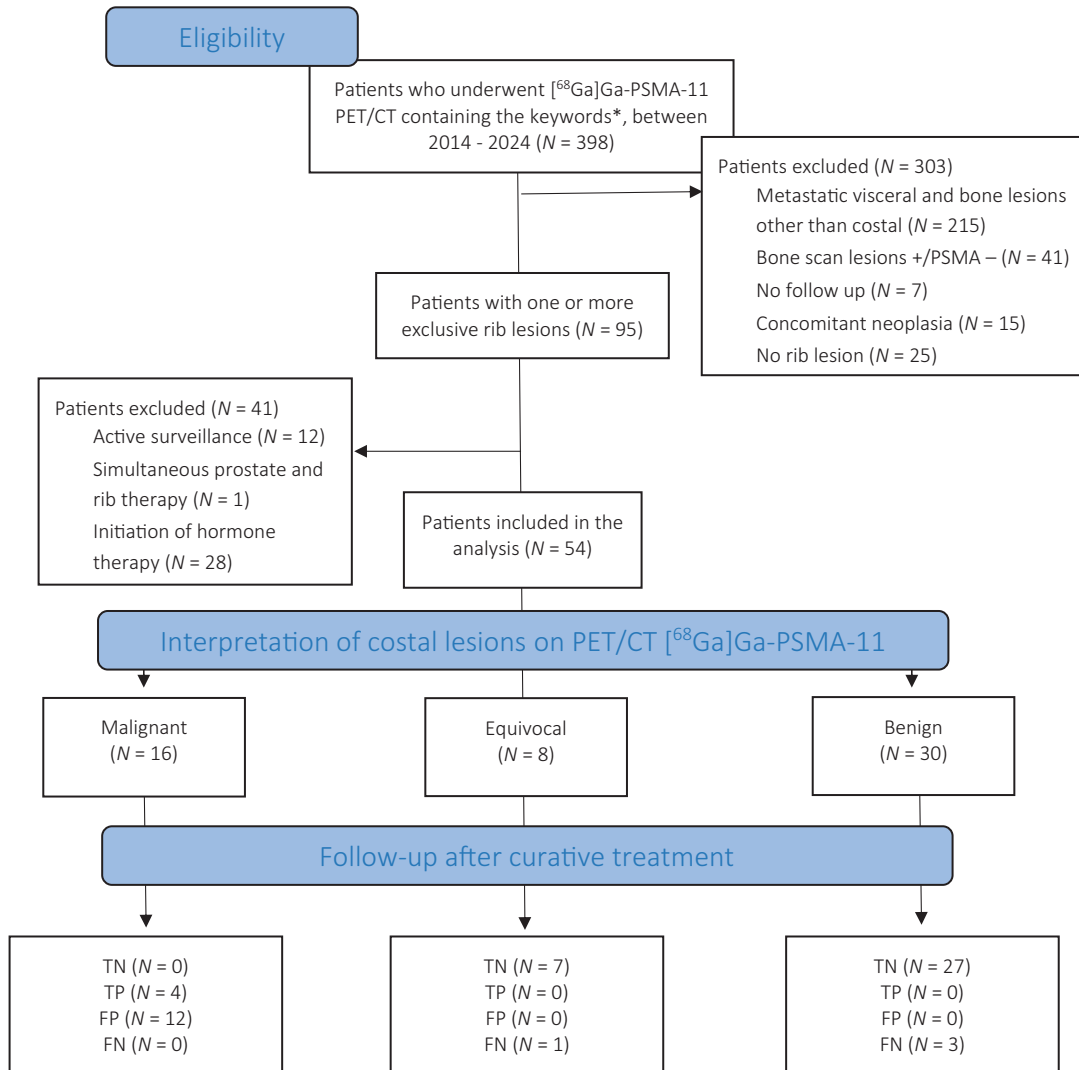 Eligibility
Patients who underwent [⁶⁸Ga]Ga-PSMA-11
PET/CT containing the keywords*, between
2014 - 2024 (N = 398)
Patients excluded (N = 303)
Metastatic visceral and bone lesions
other than costal (N = 215)
Bone scan lesions +/PSMA – (N = 41)
No follow up (N = 7)
Concomitant neoplasia (N = 15)
No rib lesion (N = 25)
Patients with one or more
exclusive rib lesions (N = 95)
Patients excluded (N = 41)
Active surveillance (N = 12)
Simultaneous prostate and
rib therapy (N = 1)
Initiation of hormone
therapy (N = 28)
Patients included in the
analysis (N = 54)
Interpretation of costal lesions on PET/CT [⁶⁸Ga]Ga-PSMA-11
Malignant
(N = 16)
Equivocal
(N = 8)
Benign
(N = 30)
Follow-up after curative treatment
TN (N = 0)
TP (N = 4)
FP (N = 12)
FN (N = 0)
TN (N = 7)
TP (N = 0)
FP (N = 0)
FN (N = 1)
TN (N = 27)
TP (N = 0)
FP (N = 0)
FN (N = 3)